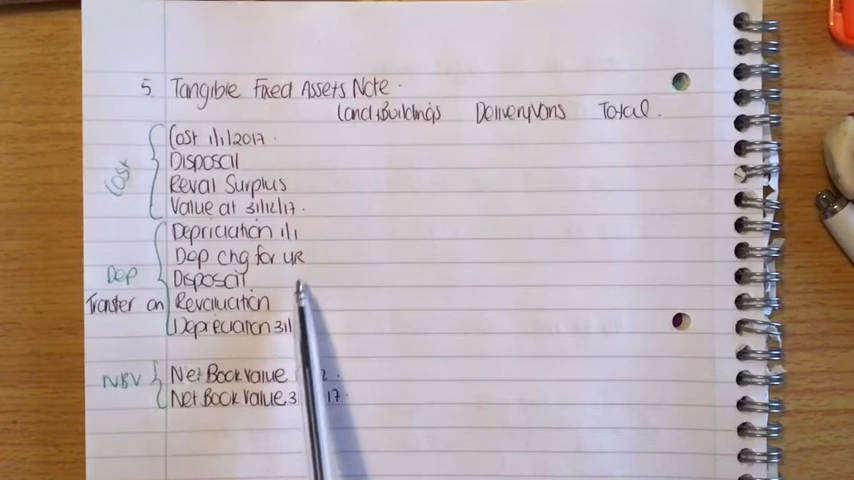 5 Tangible Fixed Assets Note.
Land+Buildings Delivery Vans Total.
Cost 1/1/2017.
Disposal
Reval Surplus
Value at 31/12/17.
Cost
Depriciation 1/1
Dep chg for yR
Disposal
Dep
Transfer on Revaluation
Depreciation 31
Net Book Value
NBV
Net Book Value 3 17.